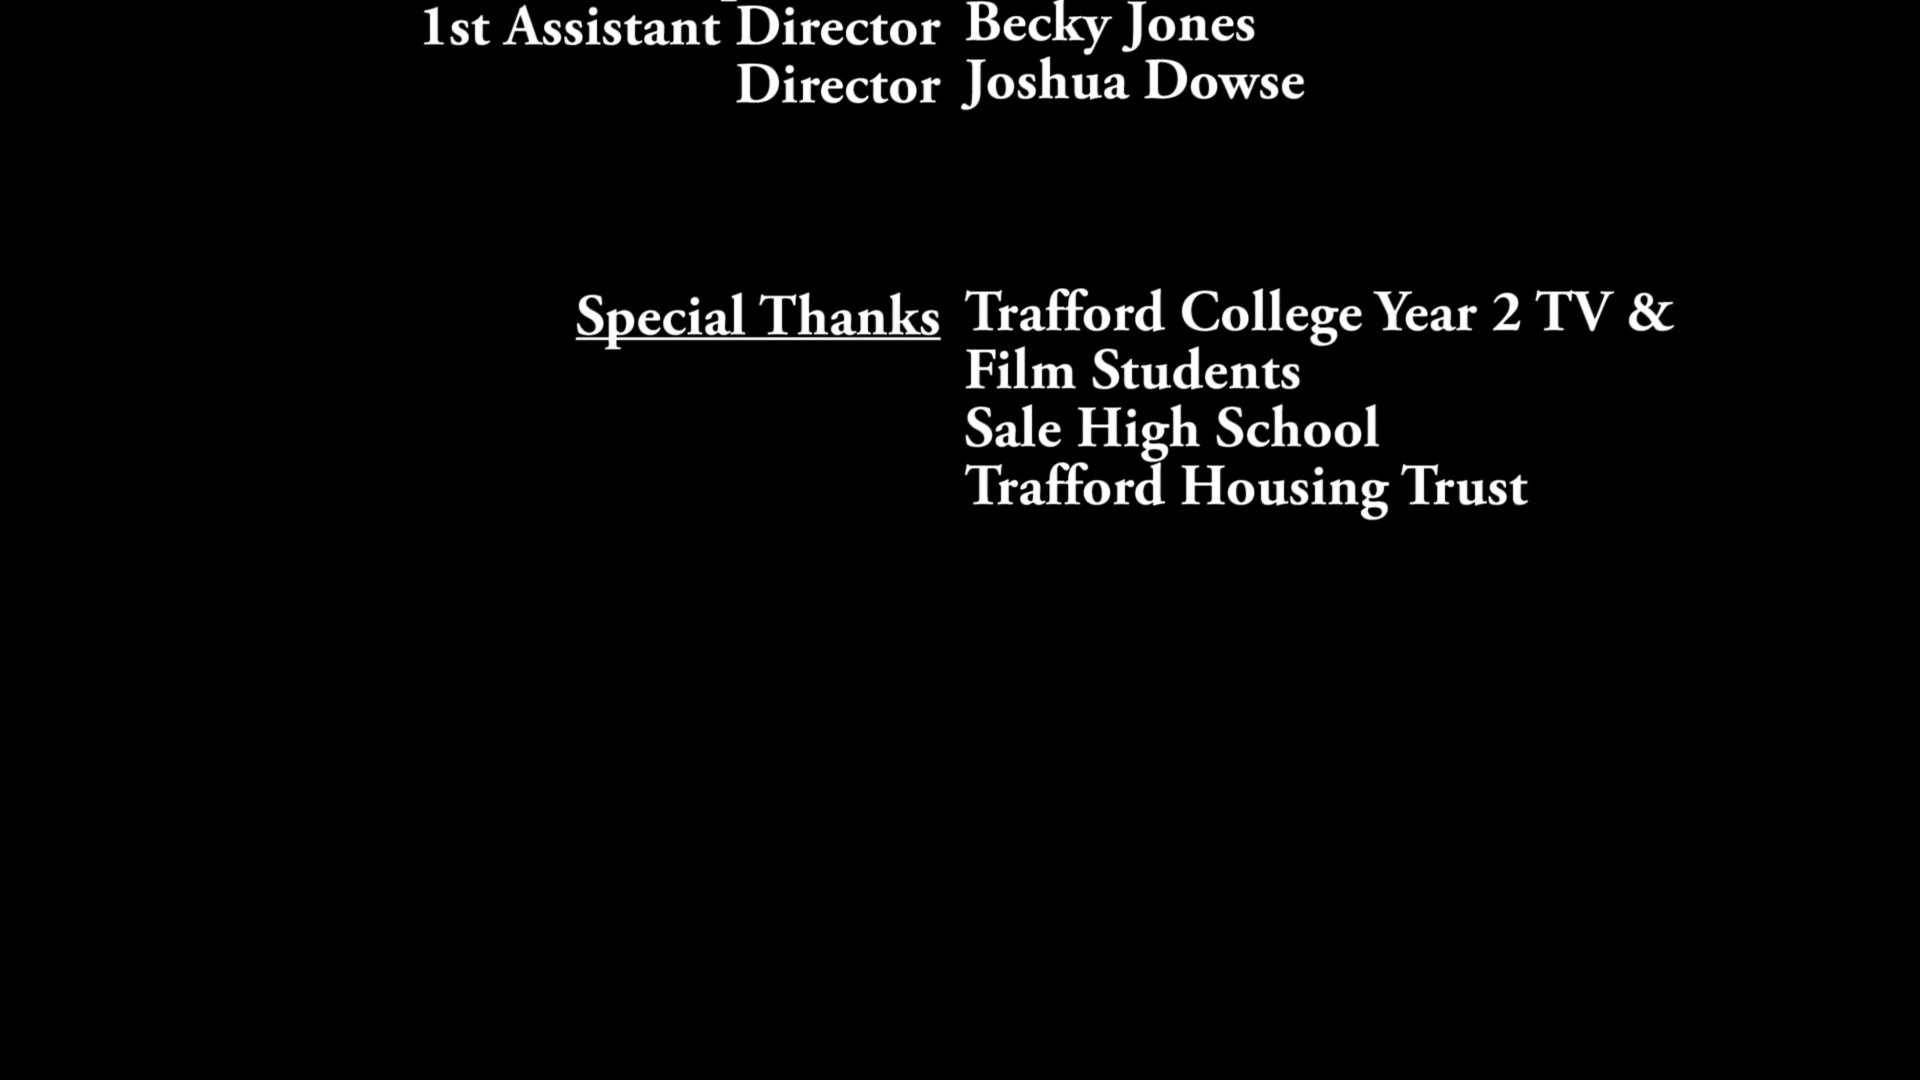 1st Assistant Director Becky Jones
Director Joshua Dowse
Special Thanks Trafford College Year 2 TV &
Film Students
Sale High School
Trafford Housing Trust